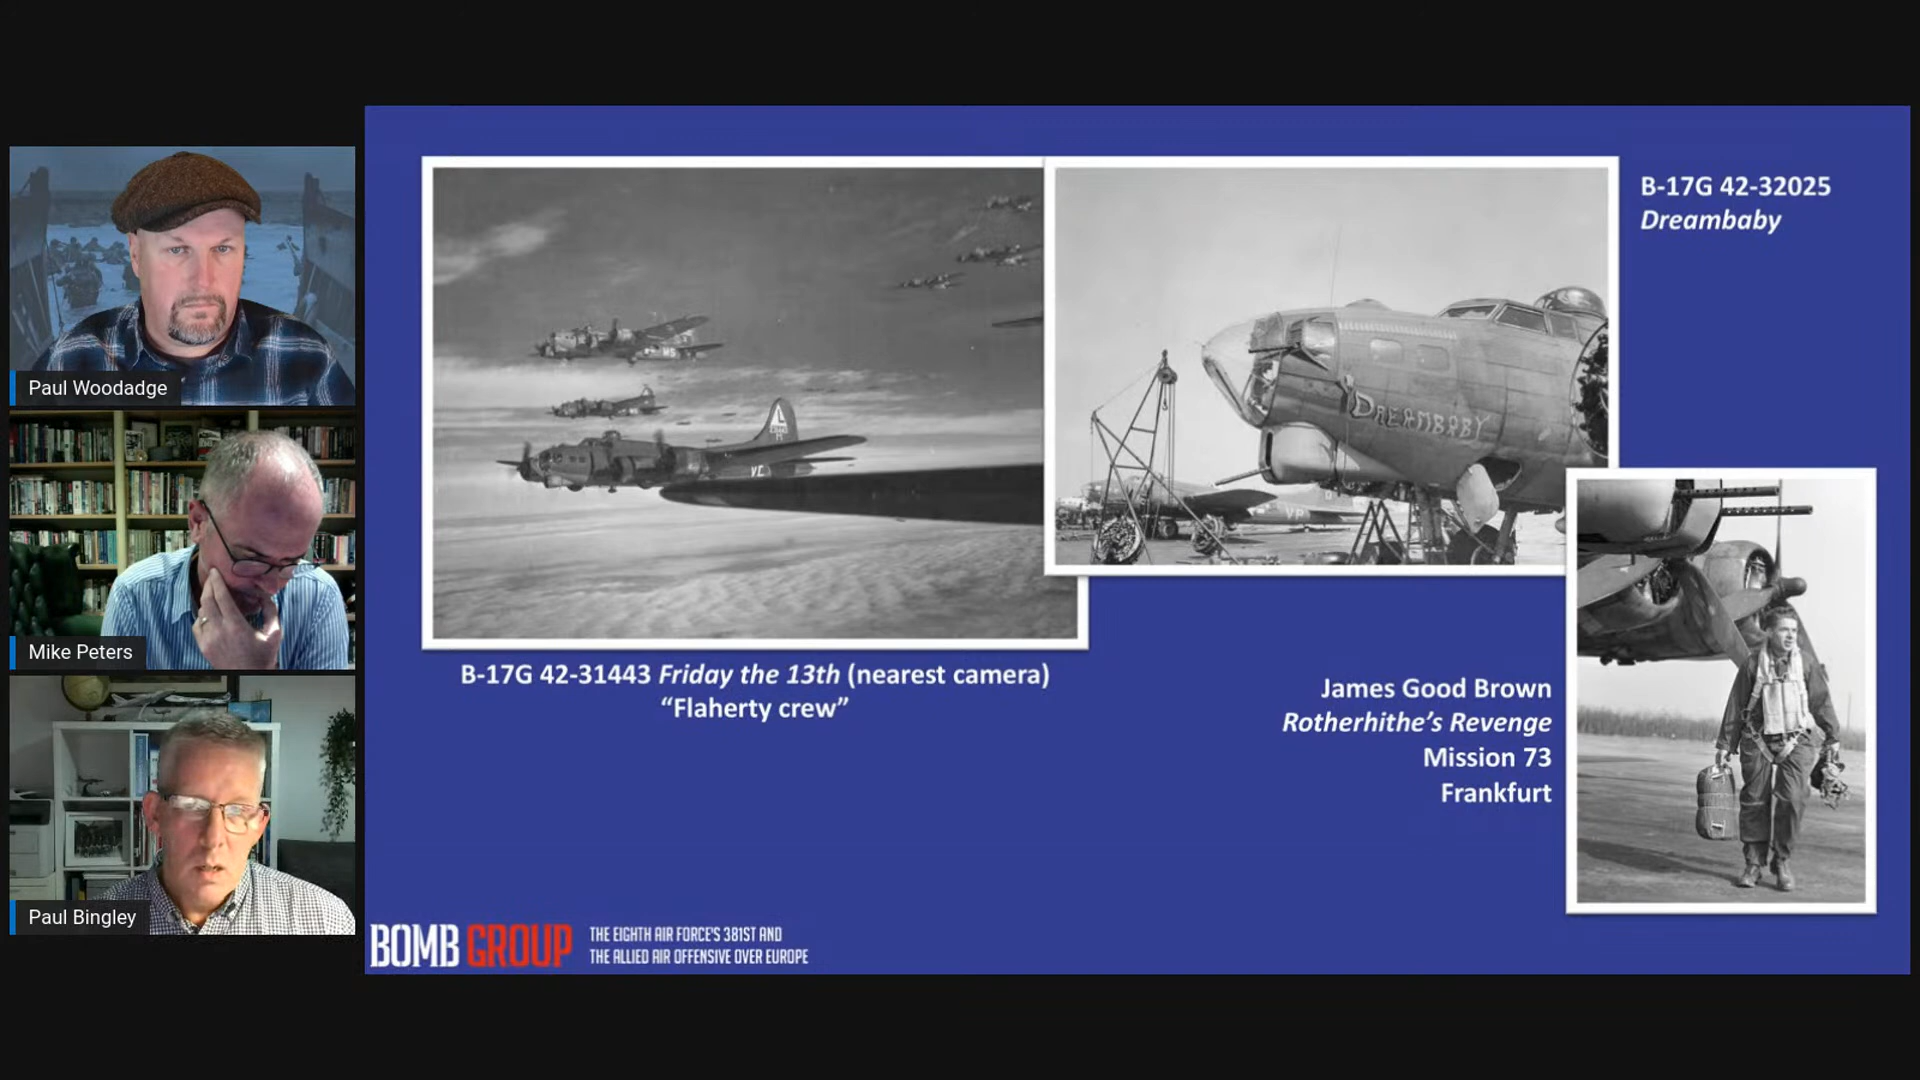 Paul Woodadge
Mike Peters
Paul Bingley
L
VE
DREAMBABY
VP
B-17G 42-32025
Dreambaby
B-17G 42-31443 Friday the 13th (nearest camera)
“Flaherty crew”
James Good Brown
Rotherhithe’s Revenge
Mission 73
Frankfurt
BOMB GROUP
THE EIGHTH AIR FORCE'S 381ST AND
THE ALLIED AIR OFFENSIVE OVER EUROPE